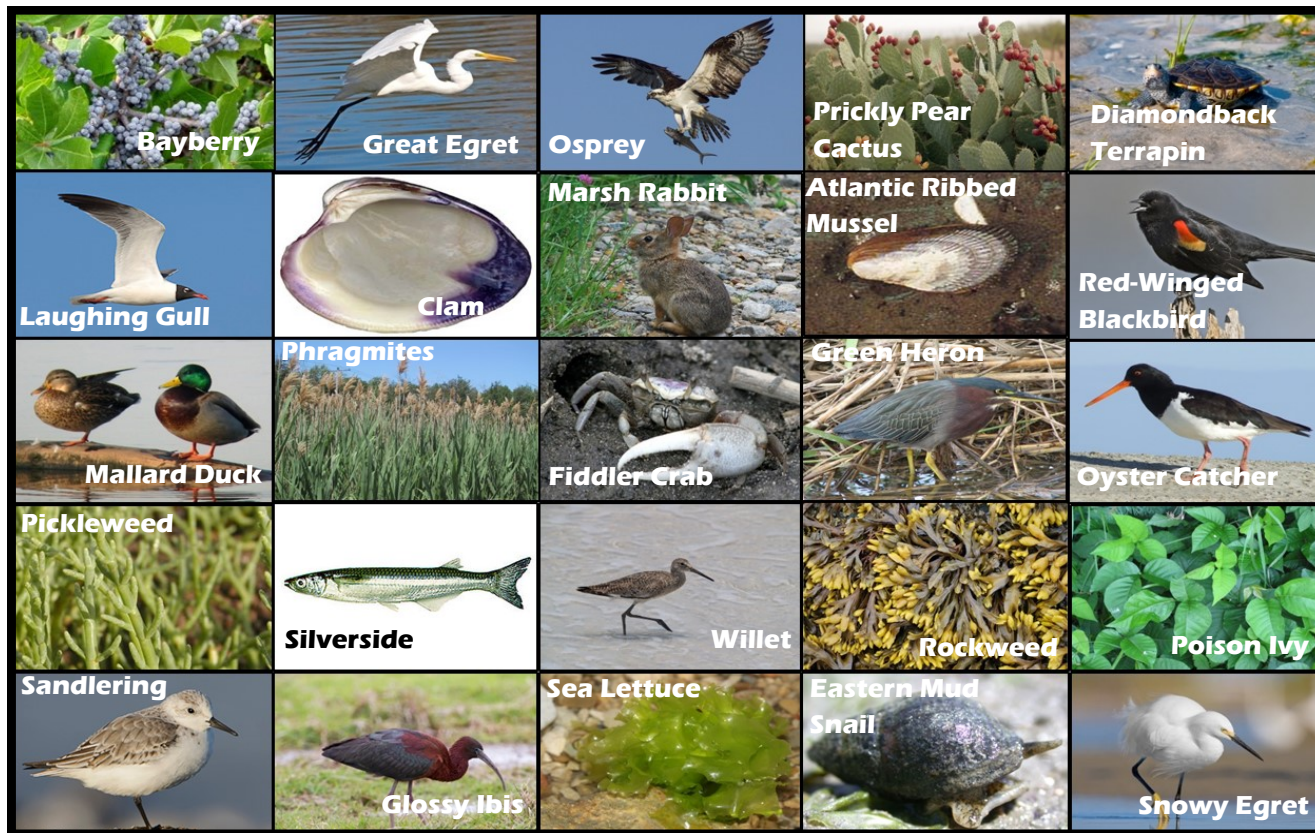 Bayberry
Great Egret
Osprey
Prickly Pear
Cactus
Diamondback
Terrapin
Laughing Gull
Clam
Marsh Rabbit
Atlantic Ribbed
Mussel
Red-Winged
Blackbird
Mallard Duck
Phragmites
Fiddler Crab
Green Heron
Oyster Catcher
Pickleweed
Silverside
Willet
Rockweed
Poison Ivy
Sandlering
Glossy Ibis
Sea Lettuce
Eastern Mud
Snail
Snowy Egret